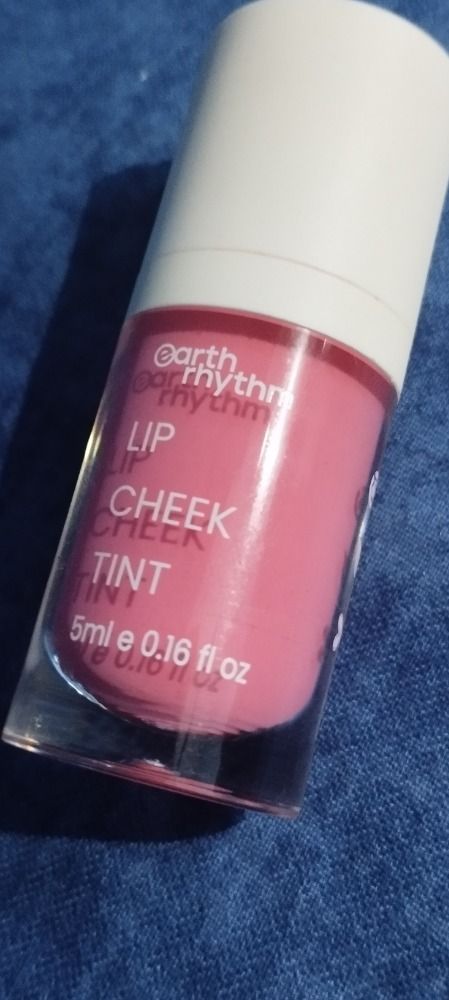 earth
rhythm
LIP
CHEEK
TINT
5ml e 0.16 fl oz